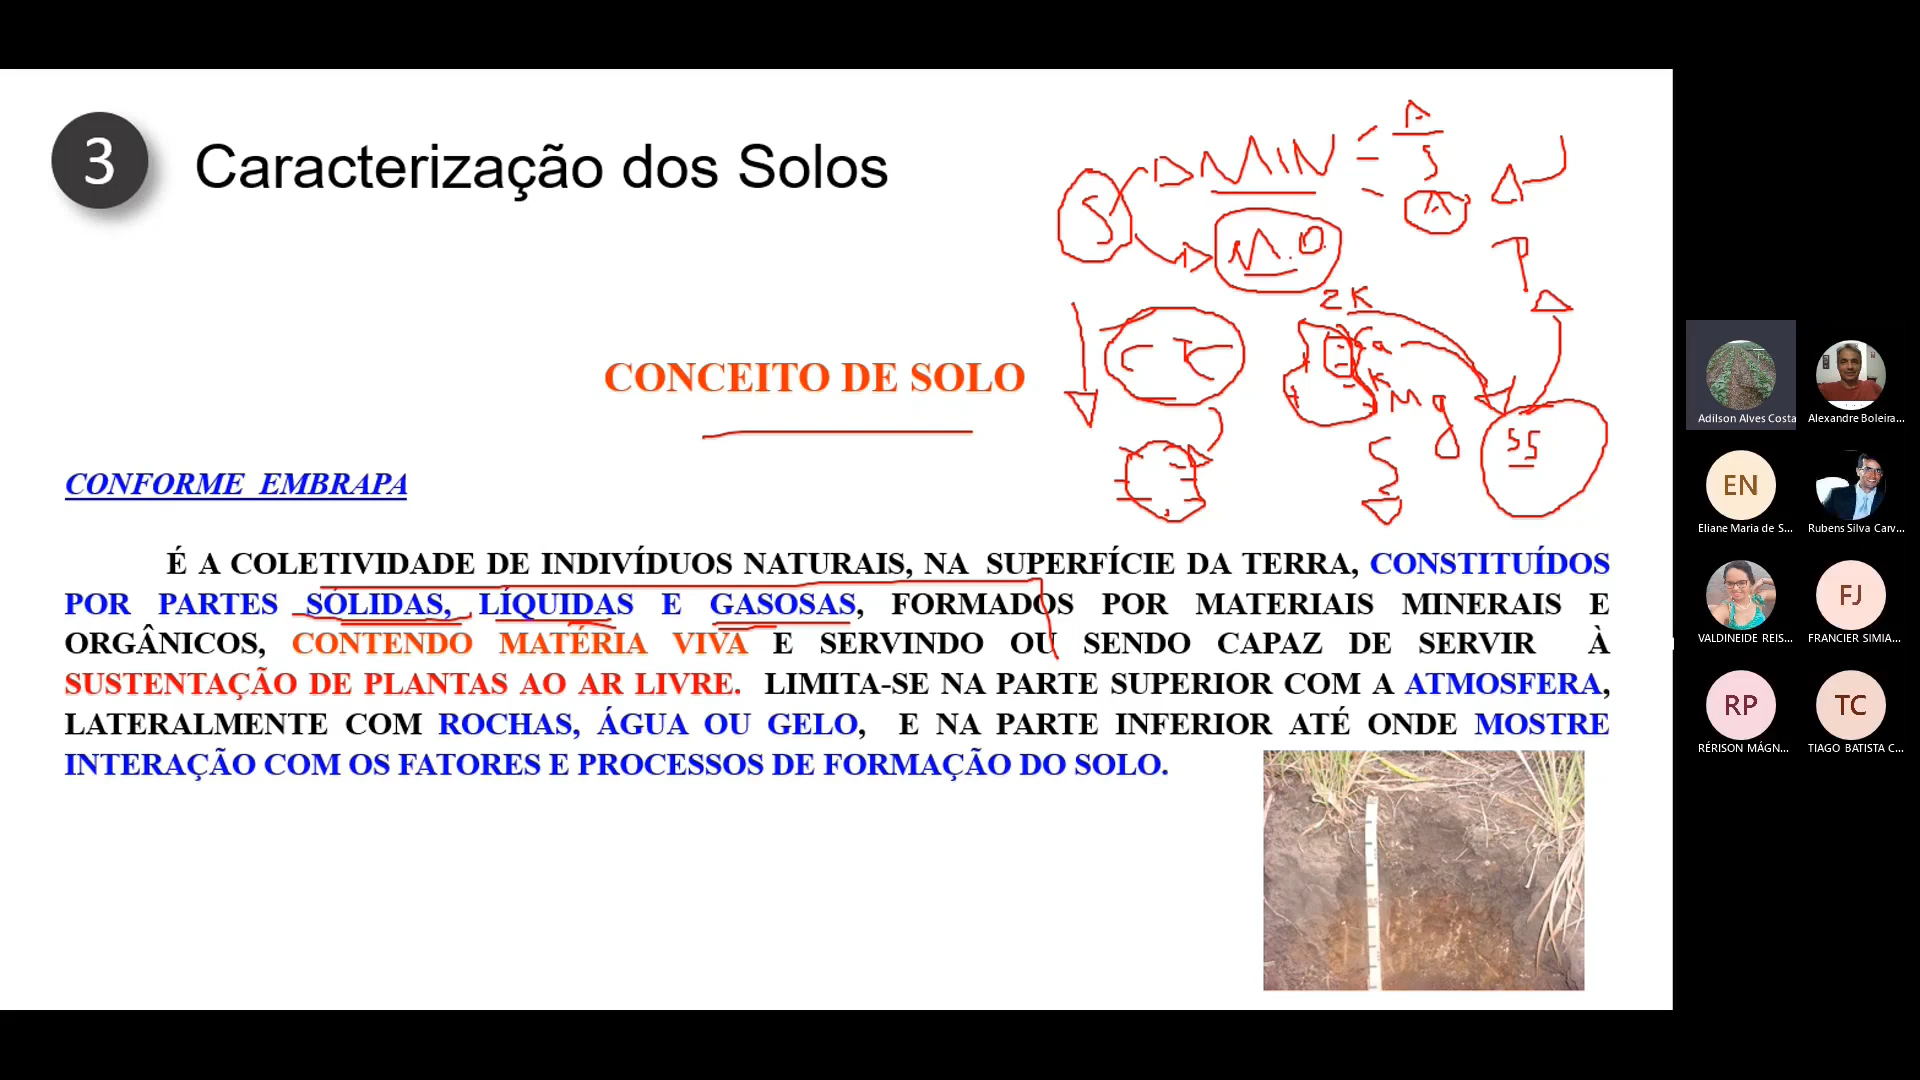 3 Caracterização dos Solos
MIN
A
S
A
S
M.O
P
2K
Ca
K
Mg
S
SS
CONCEITO DE SOLO
CONFORME EMBRAPA
É A COLETIVIDADE DE INDIVÍDUOS NATURAIS, NA SUPERFÍCIE DA TERRA, CONSTITUÍDOS
POR PARTES SÓLIDAS, LÍQUIDAS E GASOSAS, FORMADOS POR MATERIAIS MINERAIS E
ORGÂNICOS, CONTENDO MATÉRIA VIVA E SERVINDO OU SENDO CAPAZ DE SERVIR À
SUSTENTAÇÃO DE PLANTAS AO AR LIVRE. LIMITA-SE NA PARTE SUPERIOR COM A ATMOSFERA,
LATERALMENTE COM ROCHAS, ÁGUA OU GELO, E NA PARTE INFERIOR ATÉ ONDE MOSTRE
INTERAÇÃO COM OS FATORES E PROCESSOS DE FORMAÇÃO DO SOLO.
Adilson Alves Costa
Alexandre Boleira...
EN
Eliane Maria de S...
Rubens Silva Carv...
VALDINEIDE REIS...
FJ
FRANCIER SIMIA...
RP
RÉRISON MÁGN...
TC
TIAGO BATISTA C...